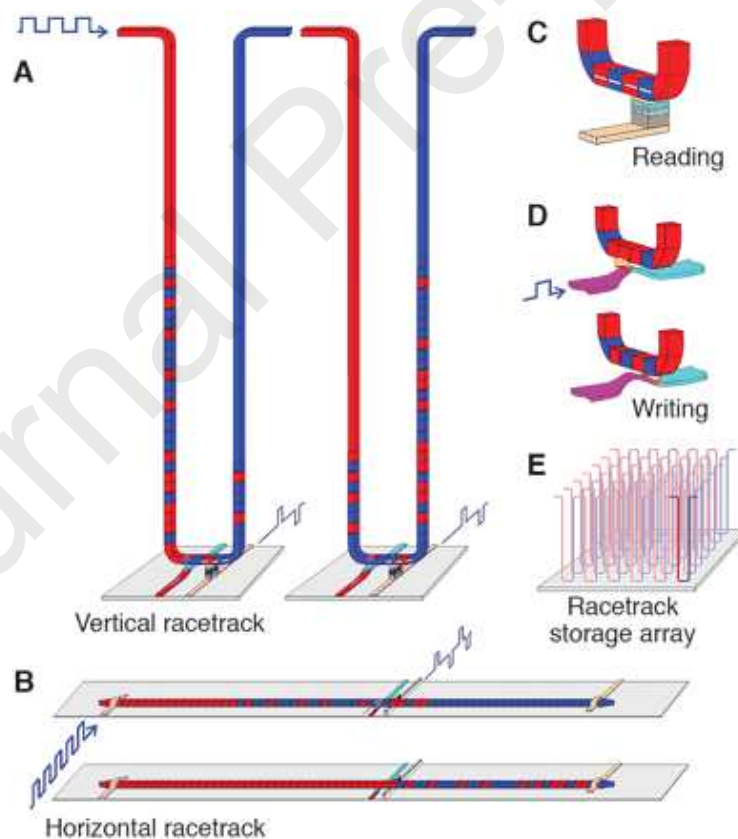 A
Vertical racetrack
B
Horizontal racetrack
C
Reading
D
Writing
E
Racetrack
storage array